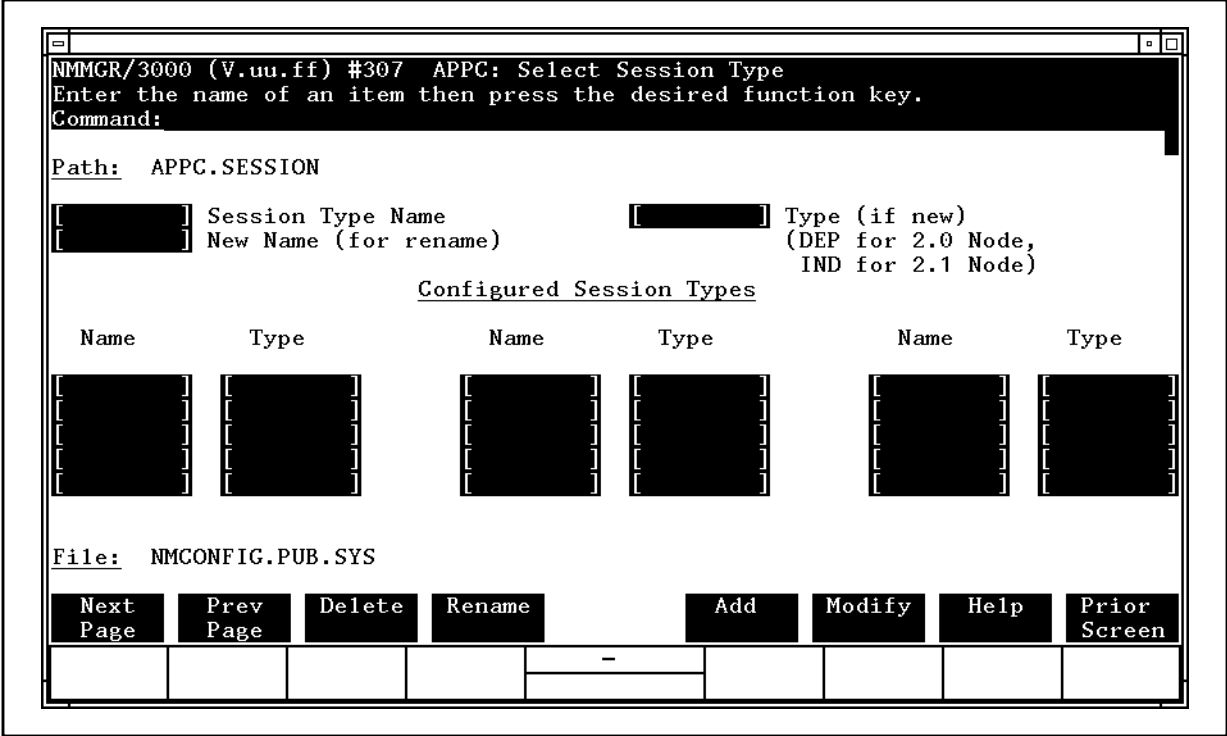 NMMGR/3000 (V.uu.ff) #307  APPC: Select Session Type
Enter the name of an item then press the desired function key.
Command:
Path:  APPC.SESSION
[        ] Session Type Name  [        ] Type (if new)
[        ] New Name (for rename)  (DEP for 2.0 Node,
IND for 2.1 Node)
Configured Session Types
Name  Type  Name  Type  Name  Type
[        ] [        ] [        ] [        ] [        ] [        ]
[        ] [        ] [        ] [        ] [        ] [        ]
[        ] [        ] [        ] [        ] [        ] [        ]
[        ] [        ] [        ] [        ] [        ] [        ]
[        ] [        ] [        ] [        ] [        ] [        ]
File:  NMCONFIG.PUB.SYS
Next Page  Prev Page  Delete  Rename  Add  Modify  Help  Prior Screen